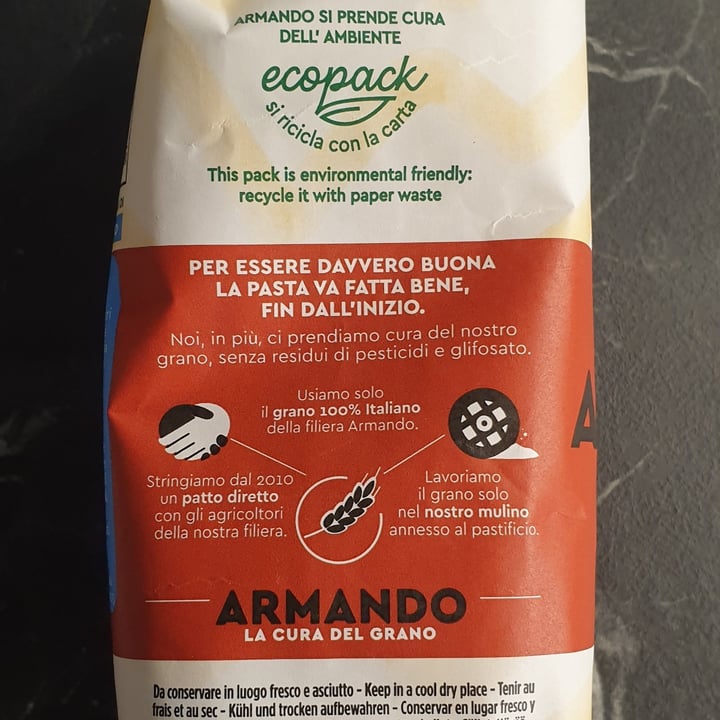 ARMANDO SI PRENDE CURA
DELL' AMBIENTE
ecopack
si ricicla con la carta
This pack is environmental friendly:
recycle it with paper waste
PER ESSERE DAVVERO BUONA
LA PASTA VA FATTA BENE,
FIN DALL'INIZIO.
Noi, in più, ci prendiamo cura del nostro
grano, senza residui di pesticidi e glifosato.
Usiamo solo
il grano 100% Italiano
della filiera Armando.
Stringiamo dal 2010
un patto diretto
con gli agricoltori
della nostra filiera.
Lavoriamo
il grano solo
nel nostro mulino
annesso al pastificio.
ARMANDO
LA CURA DEL GRANO
Da conservare in luogo fresco e asciutto - Keep in a cool dry place - Tenir au
frais et au sec - Kühl und trocken aufbewahren - Conservar en lugar fresco y